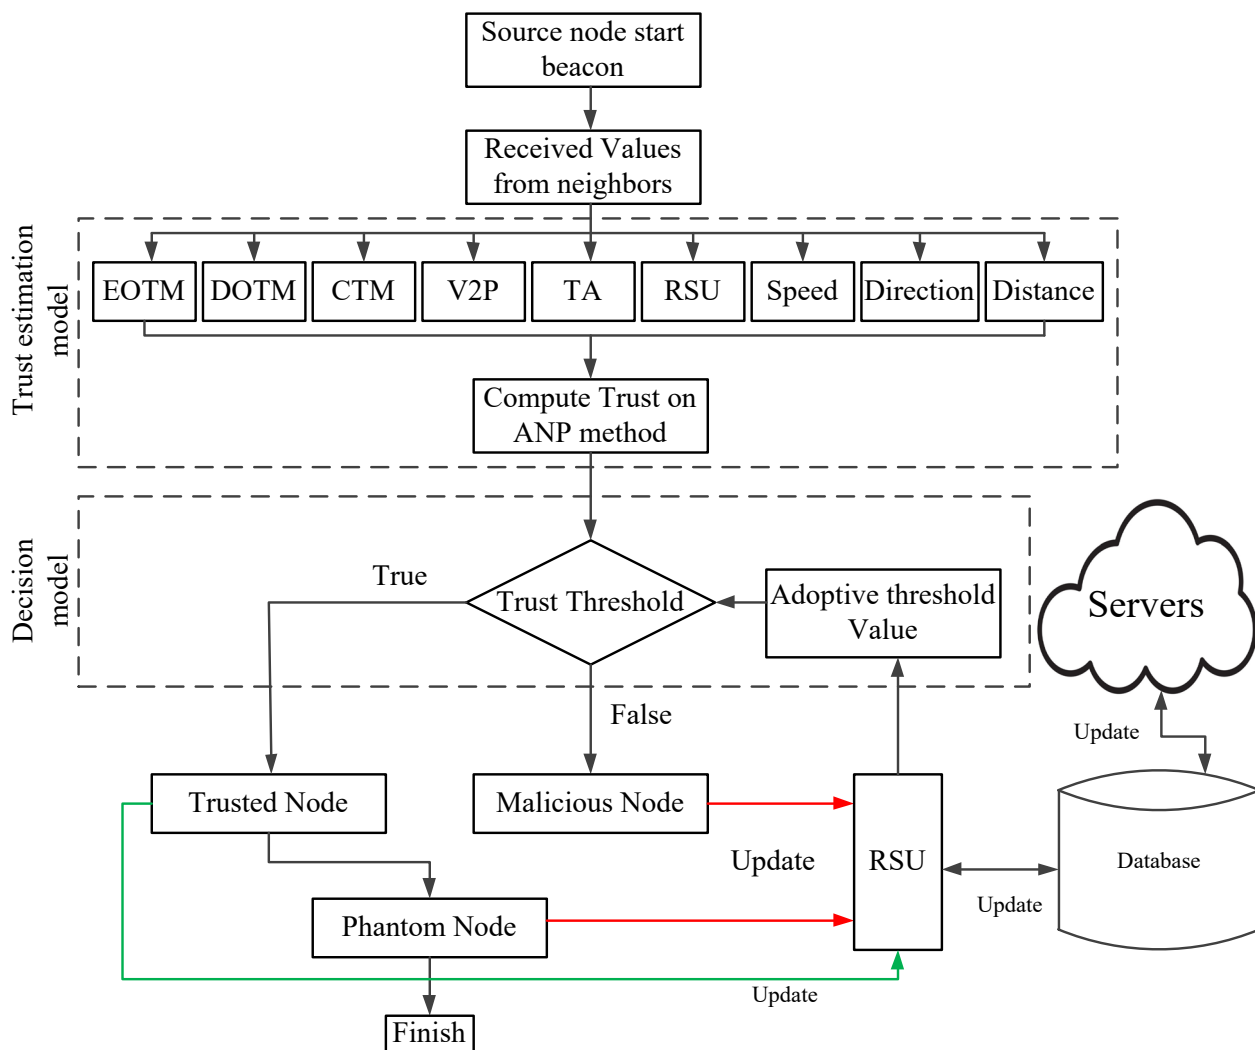 Source node start
beacon
Received Values
from neighbors
Trust estimation
model
EOTM
DOTM
CTM
V2P
TA
RSU
Speed
Direction
Distance
Compute Trust on
ANP method
Decision
model
True
Trust Threshold
Adoptive threshold
Value
Servers
False
Update
Trusted Node
Malicious Node
Update
RSU
Database
Update
Phantom Node
Update
Finish